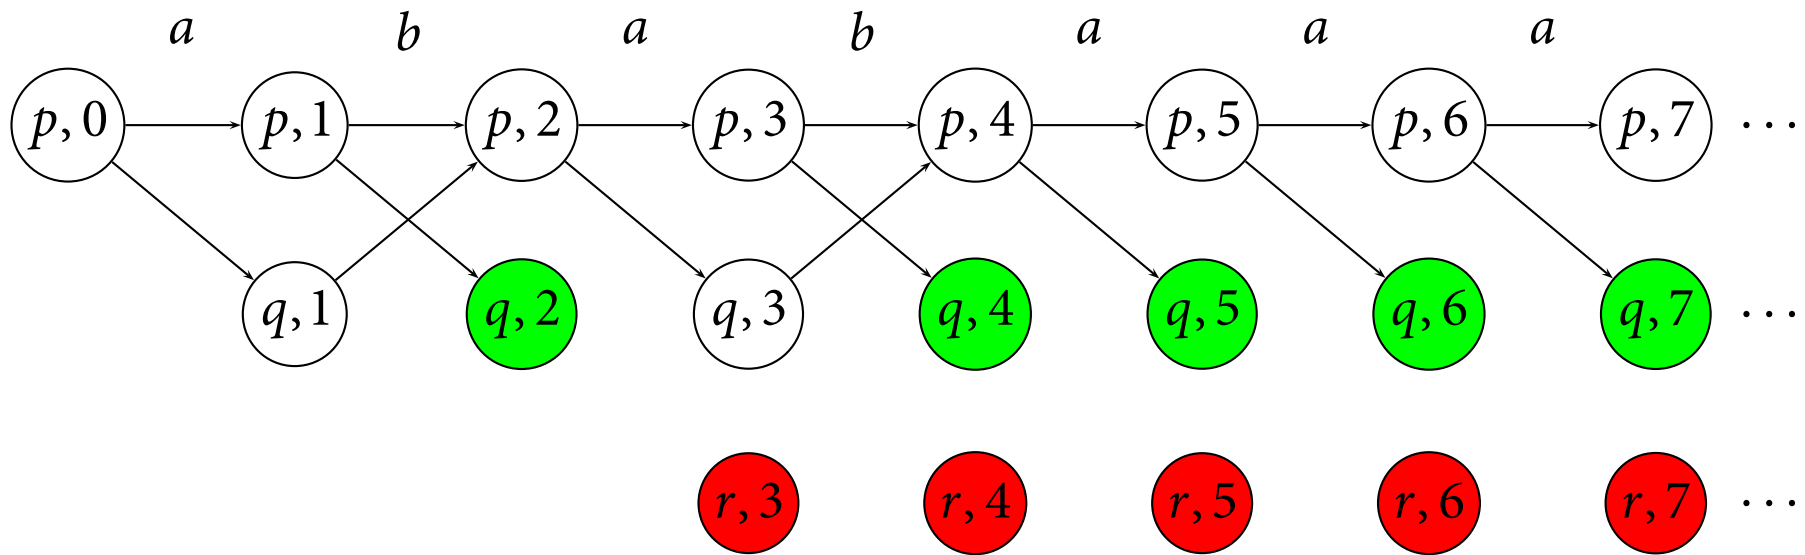 a b a b a a a
p, 0 p, 1 p, 2 p, 3 p, 4 p, 5 p, 6 p, 7 ···
q, 1 q, 2 q, 3 q, 4 q, 5 q, 6 q, 7 ···
r, 3 r, 4 r, 5 r, 6 r, 7 ···